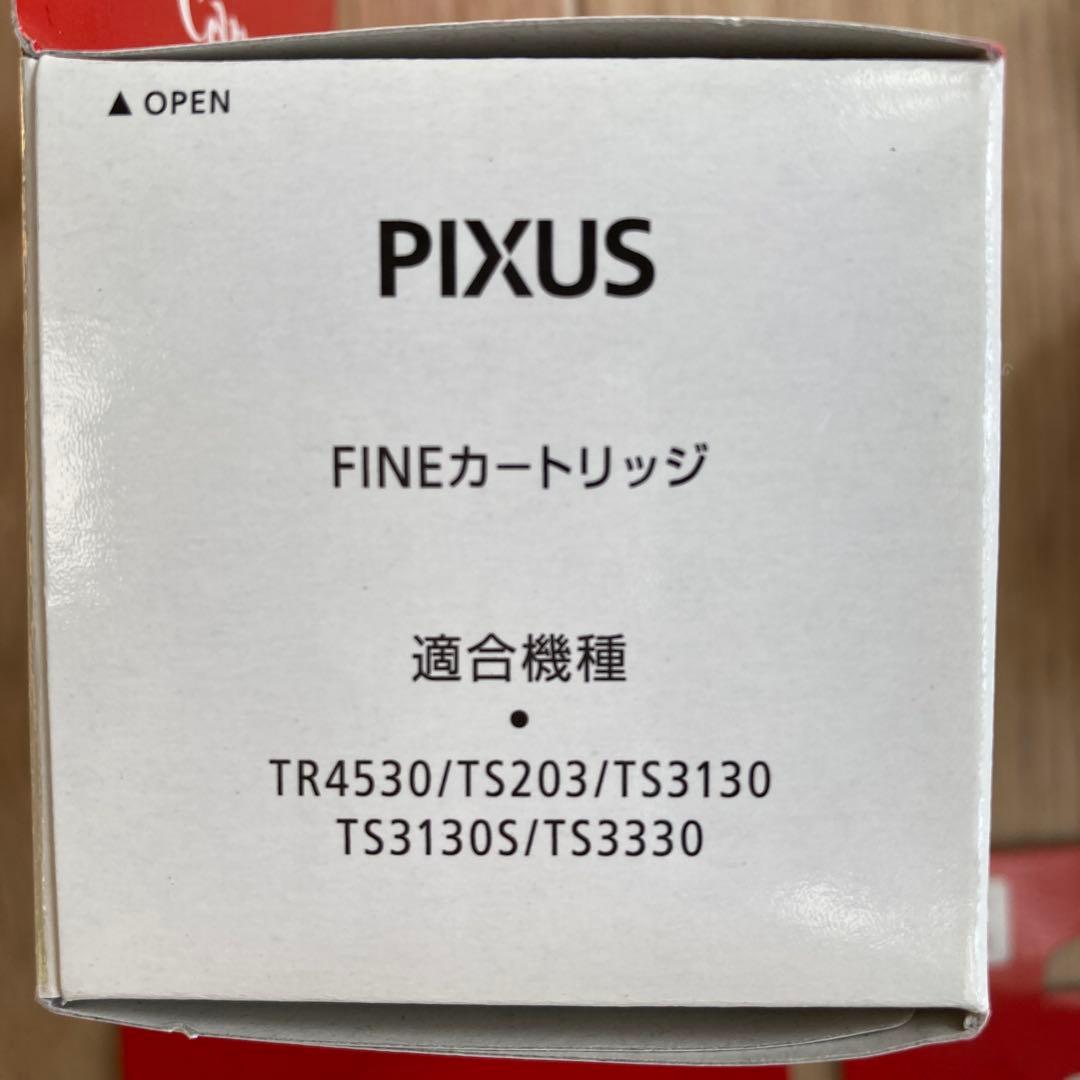 ▲ OPEN
PIXUS
FINEカートリッジ
適合機種
●
TR4530/TS203/TS3130
TS3130S/TS3330